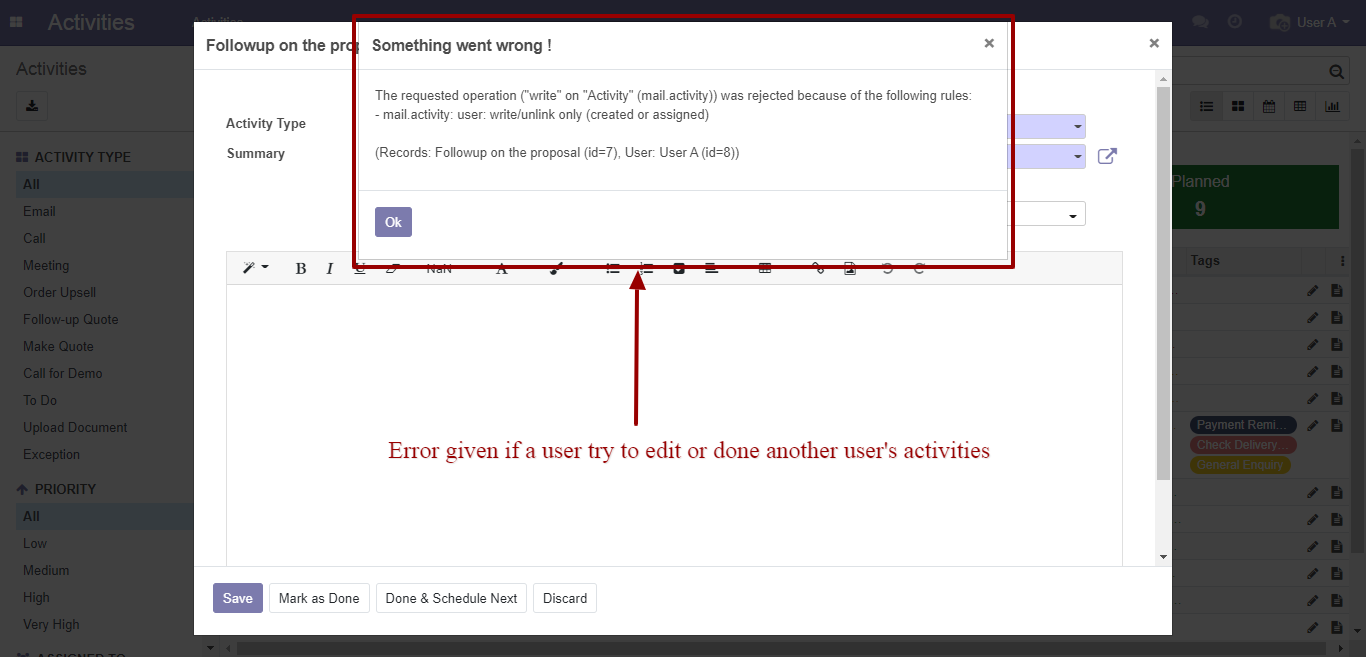 Activities
Activities
User A
Activities
ACTIVITY TYPE
All
Email
Call
Meeting
Order Upsell
Follow-up Quote
Make Quote
Call for Demo
To Do
Upload Document
Exception
PRIORITY
All
Low
Medium
High
Very High
ASSIGNED TO
Followup on the
Something went wrong !
The requested operation ("write" on "Activity" (mail.activity)) was rejected because of the following rules:
- mail.activity: user: write/unlink only (created or assigned)
(Records: Followup on the proposal (id=7), User: User A (id=8))
Ok
Activity Type
Summary
B I U NaN A
Error given if a user try to edit or done another user's activities
Save Mark as Done Done & Schedule Next Discard
Planned
9
Tags
Payment Remi...
Check Delivery...
General Enquiry